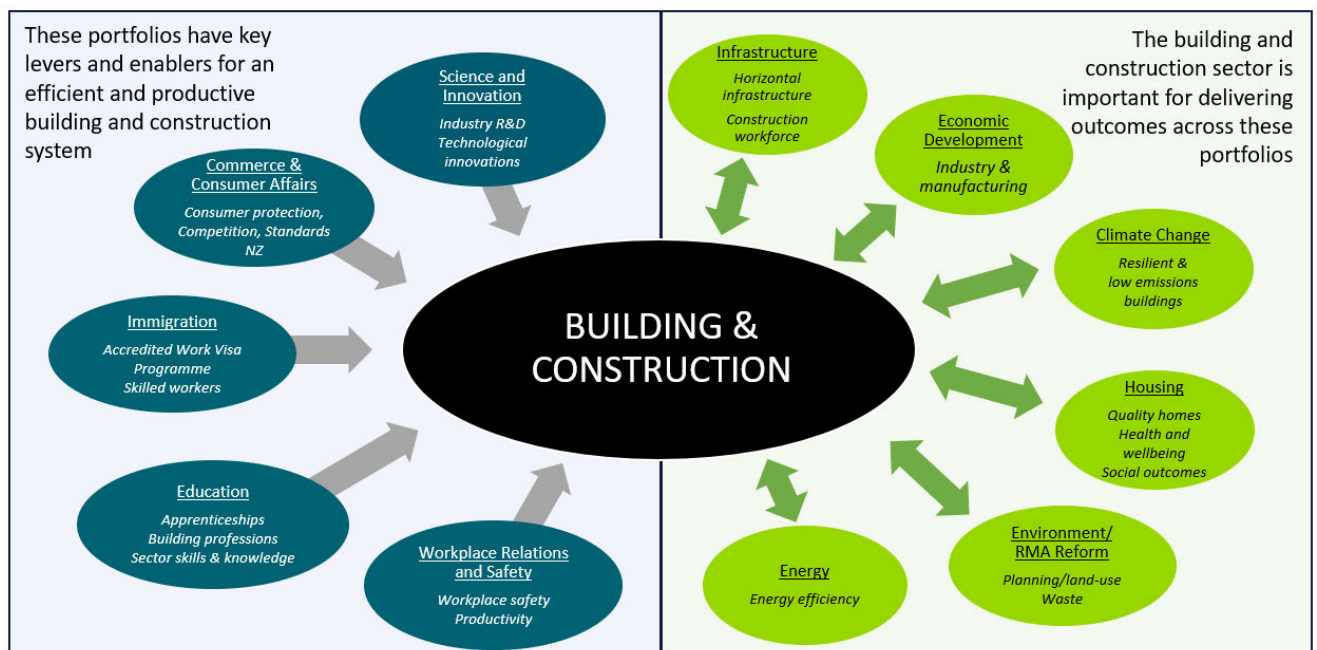 These portfolios have key
levers and enablers for an
efficient and productive
building and construction
system
Science and
Innovation
Industry R&D
Technological
innovations
Commerce &
Consumer Affairs
Consumer protection,
Competition, Standards
NZ
Immigration
Accredited Work Visa
Programme
Skilled workers
Education
Apprenticeships
Building professions
Sector skills & knowledge
Workplace Relations
and Safety
Workplace safety
Productivity
BUILDING &
CONSTRUCTION
The building and
construction sector is
important for delivering
outcomes across these
portfolios
Infrastructure
Horizontal
infrastructure
Construction
workforce
Economic
Development
Industry &
manufacturing
Climate Change
Resilient &
low emissions
buildings
Housing
Quality homes
Health and
wellbeing
Social outcomes
Environment/
RMA Reform
Planning/land-use
Waste
Energy
Energy efficiency